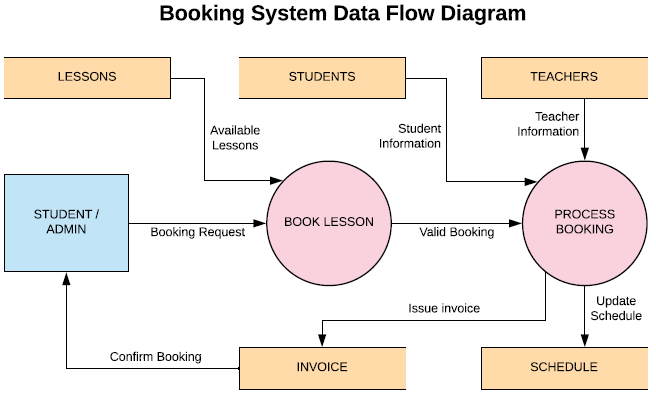 Booking System Data Flow Diagram
LESSONS
STUDENTS
TEACHERS
Available
Lessons
Student
Information
Teacher
Information
STUDENT /
ADMIN
Booking Request
BOOK LESSON
Valid Booking
PROCESS
BOOKING
Issue invoice
Update
Schedule
Confirm Booking
INVOICE
SCHEDULE